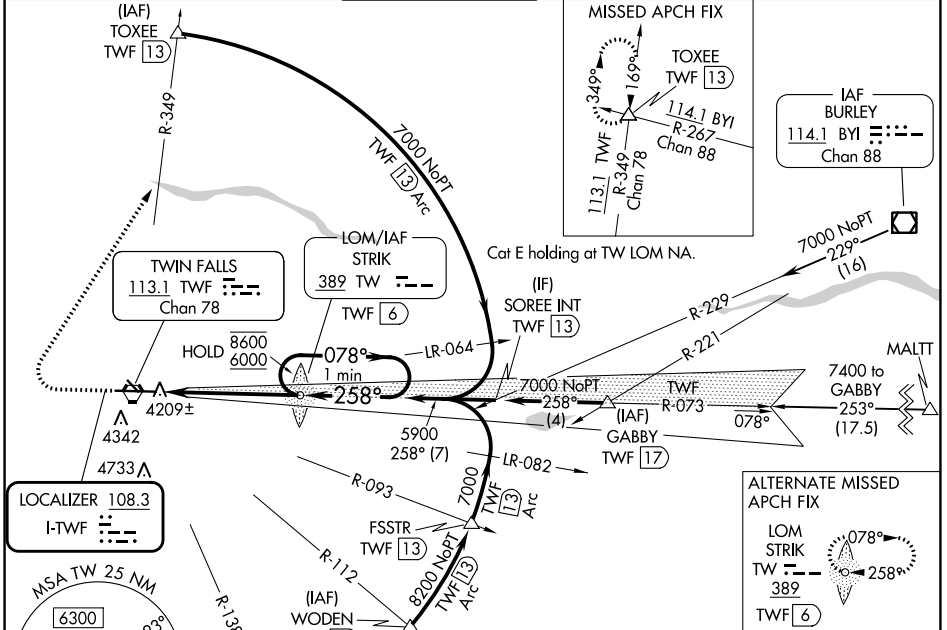 (IAF)
TOXEE
TWF 13
R-349
7000 NoPT
TWF 13 Arc
MISSED APCH FIX
349°
169°
TOXEE
TWF 13
114.1 BYI
R-267
Chan 88
113.1 TWF
R-349
Chan 78
IAF
BURLEY
114.1 BYI
Chan 88
7000 NoPT
229°
(16)
R-229
R-221
Cat E holding at TW LOM NA.
LOM/IAF
STRIK
389 TW
TWF 6
TWIN FALLS
113.1 TWF
Chan 78
(IF)
SOREE INT
TWF 13
HOLD
8600
6000
078°
1 min
258°
LR-064
7000 NoPT
258°
(4)
TWF
R-073
078°
7400 to
GABBY
253°
(17.5)
MALTT
(IAF)
GABBY
TWF 17
4209±
4342
4733
5900
258° (7)
LR-082
LOCALIZER 108.3
I-TWF
R-093
7000
TWF 13 Arc
FSSTR
TWF 13
R-112
8200 NoPT
TWF 13 Arc
(IAF)
WODEN
R-138
MSA TW 25 NM
6300
ALTERNATE MISSED
APCH FIX
LOM
STRIK
TW
389
TWF 6
078°
258°